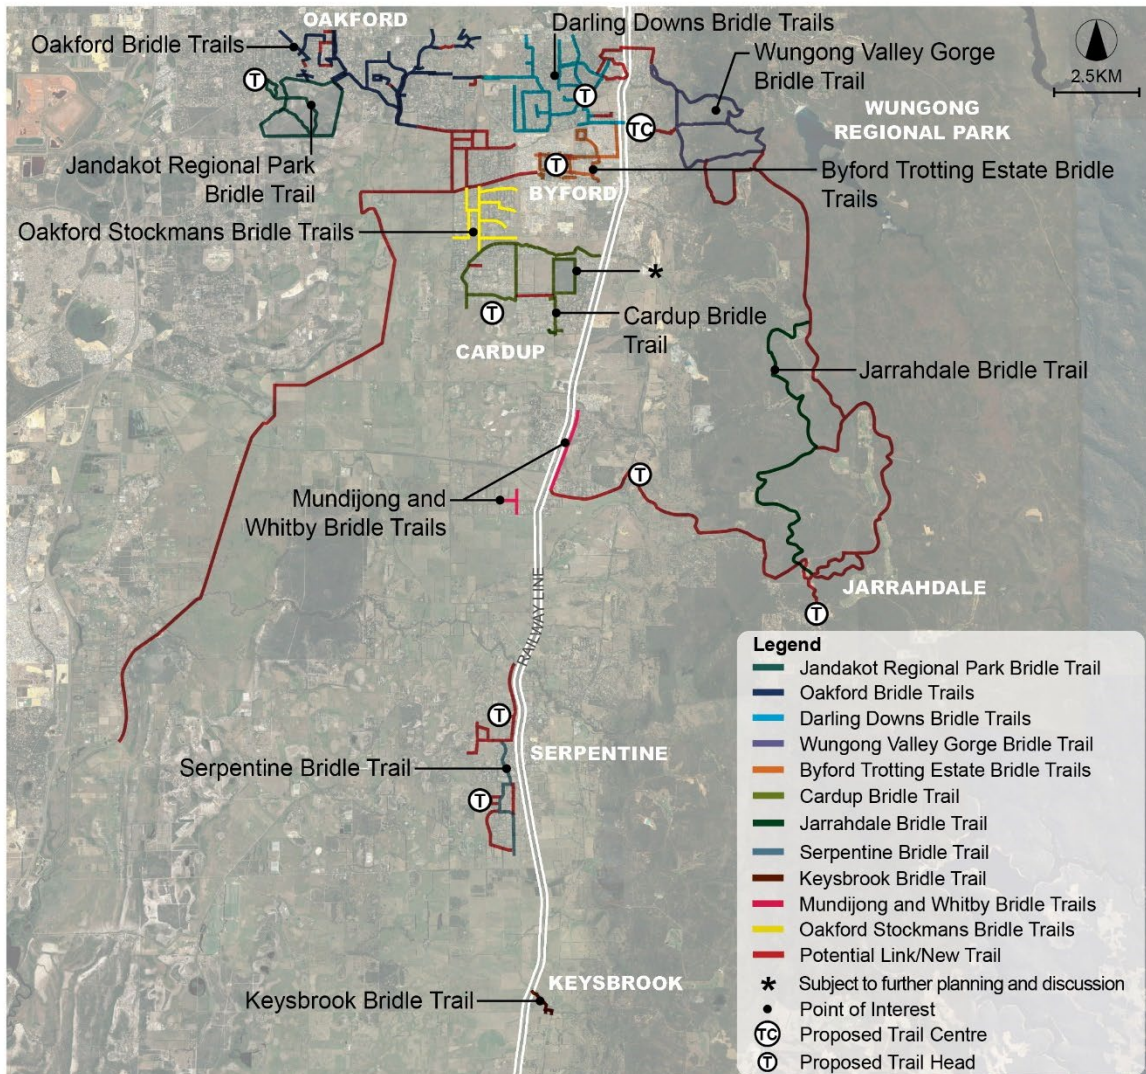 OAKFORD
Oakford Bridle Trails
Darling Downs Bridle Trails
Wungong Valley Gorge
Bridle Trail
2.5KM
T
T
TC
WUNGONG
REGIONAL PARK
Jandakot Regional Park
Bridle Trail
T
BYFORD
Byford Trotting Estate Bridle
Trails
Oakford Stockmans Bridle Trails
*
T
Cardup Bridle
Trail
CARDUP
Jarrahdale Bridle Trail
T
Mundijong and
Whitby Bridle Trails
JARRAHDALE
T
RAILWAY LINE
T
SERPENTINE
Serpentine Bridle Trail
T
KEYSBROOK
Keysbrook Bridle Trail
Legend
Jandakot Regional Park Bridle Trail
Oakford Bridle Trails
Darling Downs Bridle Trails
Wungong Valley Gorge Bridle Trail
Byford Trotting Estate Bridle Trails
Cardup Bridle Trail
Jarrahdale Bridle Trail
Serpentine Bridle Trail
Keysbrook Bridle Trail
Mundijong and Whitby Bridle Trails
Oakford Stockmans Bridle Trails
Potential Link/New Trail
* Subject to further planning and discussion
Point of Interest
TC Proposed Trail Centre
T Proposed Trail Head